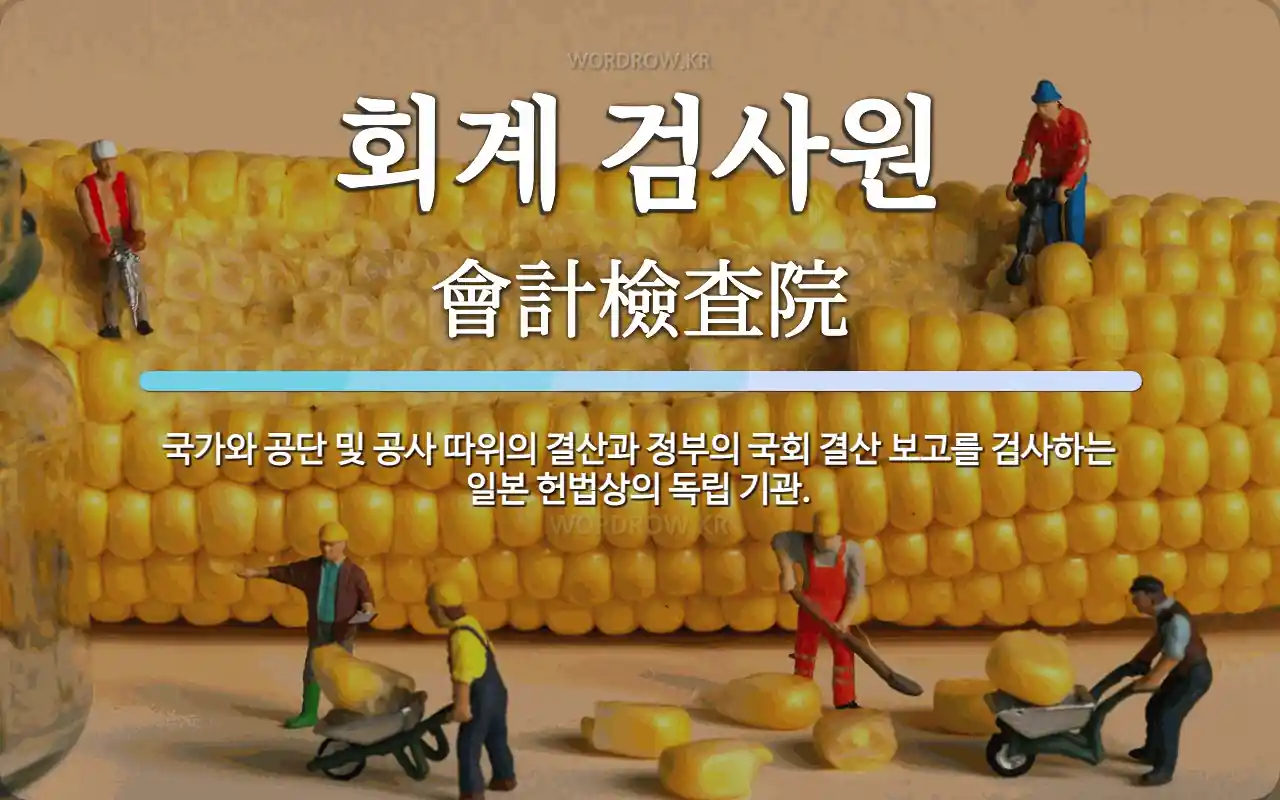 WORDROW.KR
회계 검사원
會計檢査院
국가와 공단 및 공사 따위의 결산과 정부의 국회 결산 보고를 검사하는
일본 헌법상의 독립 기관.
WORDROW.KR